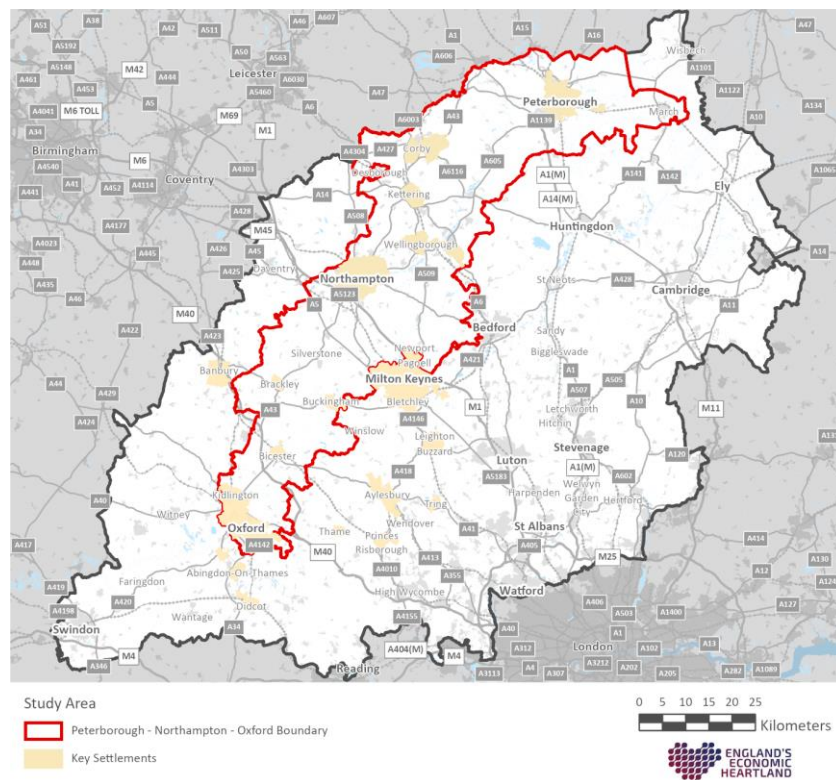 A51
A38
A42
A511
A46
A607
A1
A15
A16
A47
A5192
A5148
A444
A50
A563
Leicester
A606
Wisbech
A1101
M42
A461
A453
A5460
A6030
A47
Peterborough
A1122
M6 TOLL
A5
M69
A6
A6003
A43
A1139
March
A134
A4041
M1
A10
A34
A4304
A427
Corby
Birmingham
Desborough
A6116
A605
A4540
M6
A4303
A1(M)
A141
A142
Ely
A1065
A441
A41
A452
A4114
Coventry
A14
Kettering
A14(M)
A428
A508
Huntingdon
A4177
M45
Wellingborough
A4023
A426
A45
A14
A448
A445
Daventry
Northampton
A509
St Neots
A428
Cambridge
A435
A46
A425
A5
A5123
A6
A11
M40
Bedford
Sandy
A422
A423
Silverstone
Newport
Pagnell
Biggleswade
Banbury
Milton Keynes
A421
A1
A505
A44
A429
Brackley
Buckingham
Bletchley
A507
A10
A43
A4146
M1
Letchworth
M11
A424
Hitchin
Winslow
Leighton
Buzzard
Stevenage
A120
Bicester
Luton
A418
A5183
A1(M)
A602
Kidlington
Aylesbury
Welwyn
Garden
City
A40
Witney
Tring
Harpenden
Hertford
Oxford
Wendover
A41
St Albans
A417
A4142
Thame
Princes
Risborough
M40
A413
A405
M25
A414
Abingdon-On-Thames
A4010
A130
A419
Faringdon
A355
A12
A420
High Wycombe
Watford
A124
A4198
Didcot
A406
A503
A1400
A127
Wantage
A4155
Swindon
A34
A40
A1
London
A13
A346
M4
Reading
A404(M)
M4
A312
A102
A3113
A4
A307
A3212
A202
A205
A282
A1089
Study Area
Peterborough - Northampton - Oxford Boundary
Key Settlements
0 5 10 15 20 25
Kilometers
ENGLAND'S
ECONOMIC
HEARTLAND